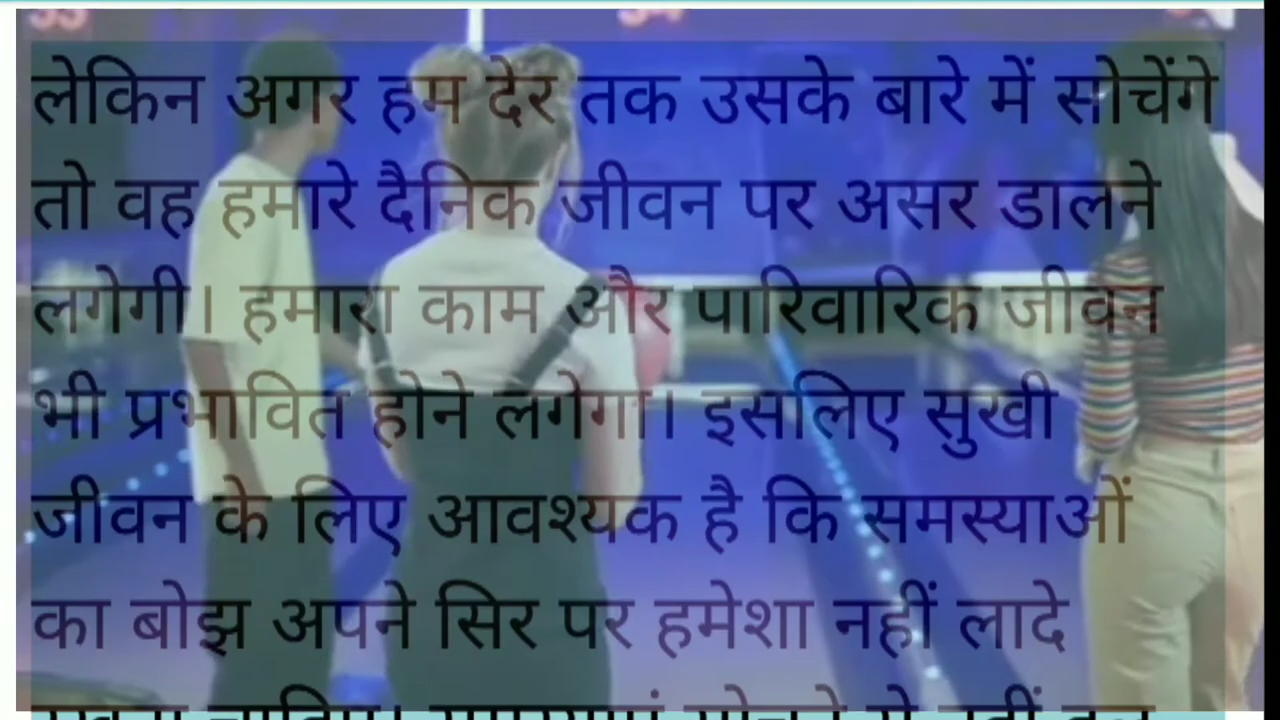 लेकिन अगर हम देर तक उसके बारे में सोचेंगे
तो वह हमारे दैनिक जीवन पर असर डालने
लगेगी। हमारा काम और पारिवारिक जीवन
भी प्रभावित होने लगेगा। इसलिए सुखी
जीवन के लिए आवश्यक है कि समस्याओं
का बोझ अपने सिर पर हमेशा नहीं लादे